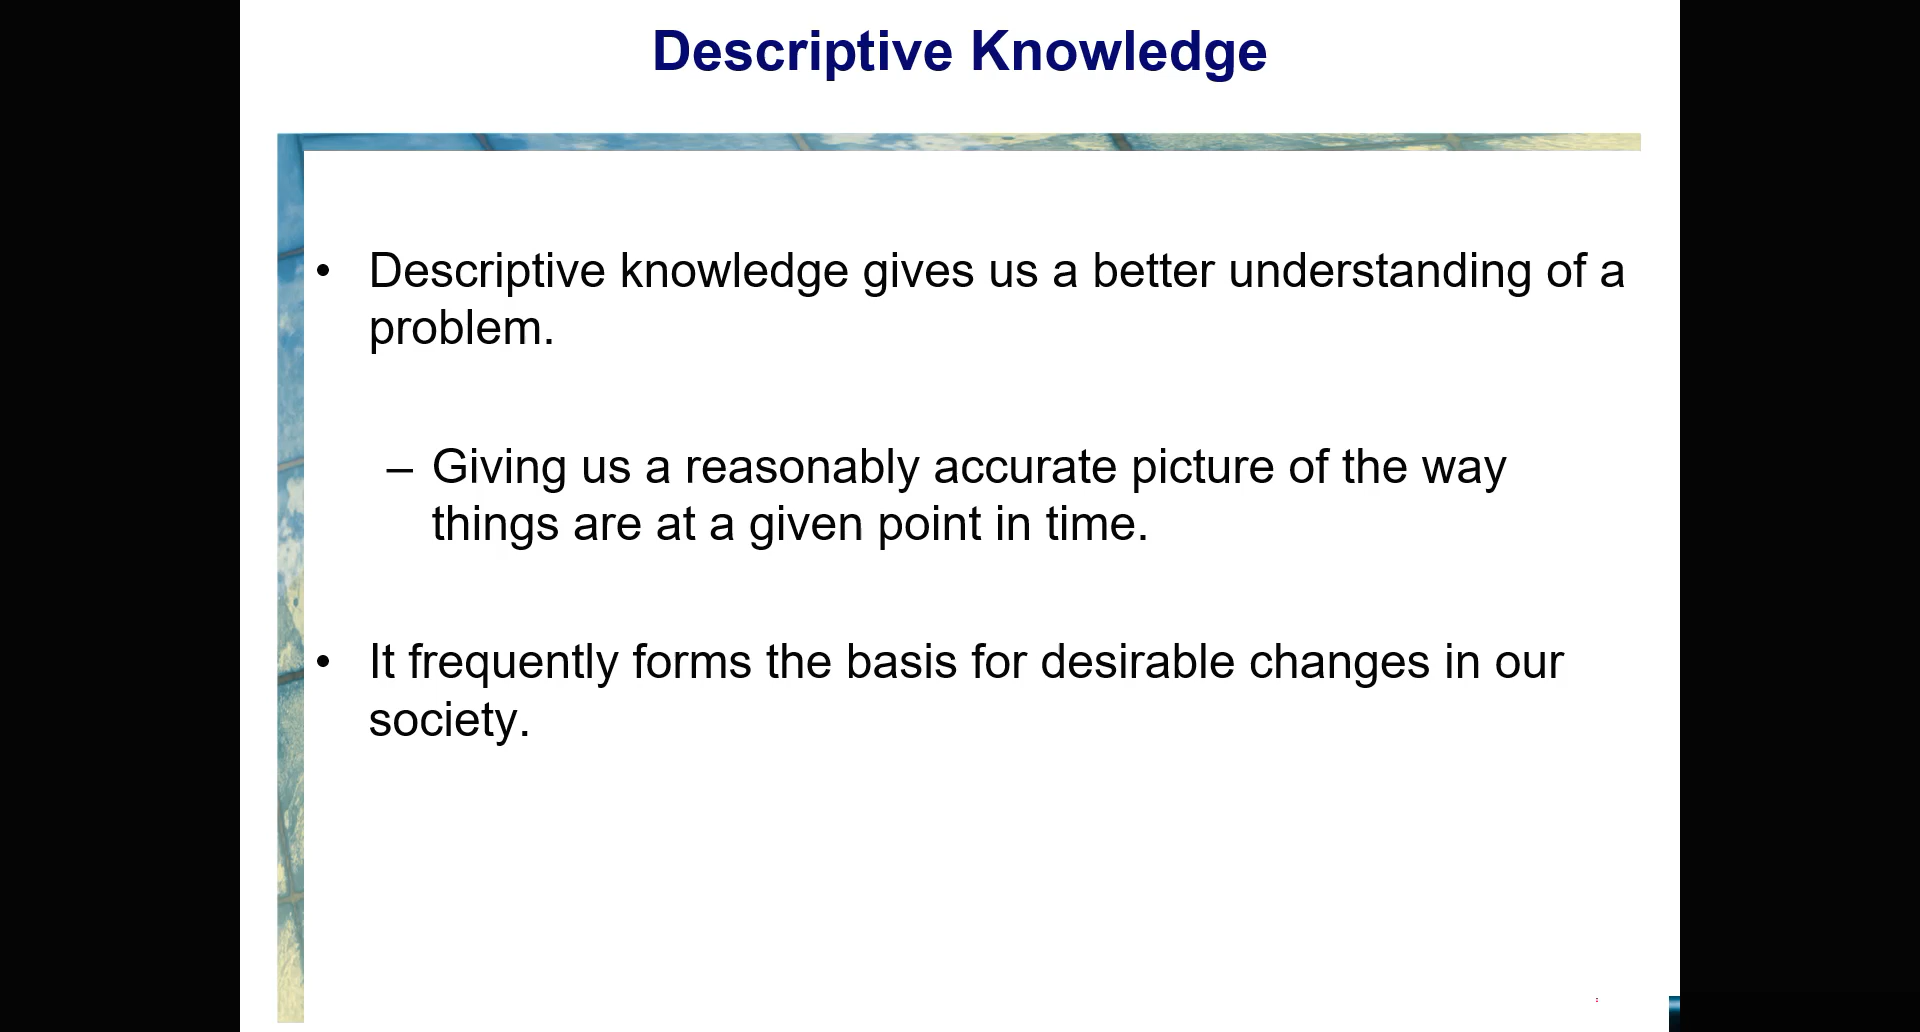 Descriptive Knowledge
• Descriptive knowledge gives us a better understanding of a
problem.
– Giving us a reasonably accurate picture of the way
things are at a given point in time.
• It frequently forms the basis for desirable changes in our
society.